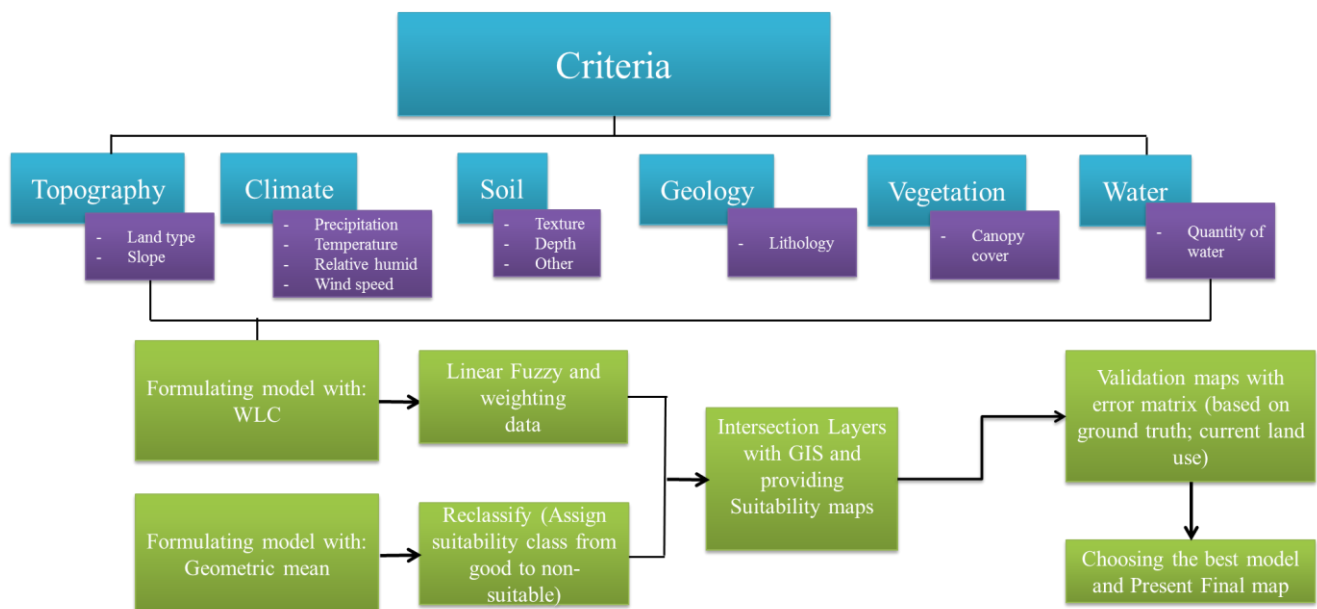 Criteria
Topography
- Land type
- Slope
Climate
- Precipitation
- Temperature
- Relative humid
- Wind speed
Soil
- Texture
- Depth
- Other
Geology
- Lithology
Vegetation
- Canopy
cover
Water
- Quantity of
water
Formulating model with:
WLC
Linear Fuzzy and
weighting
data
Formulating model with:
Geometric mean
Reclassify (Assign
suitability class from
good to non-
suitable)
Intersection Layers
with GIS and
providing
Suitability maps
Validation maps with
error matrix (based on
ground truth; current land
use)
Choosing the best model
and Present Final map